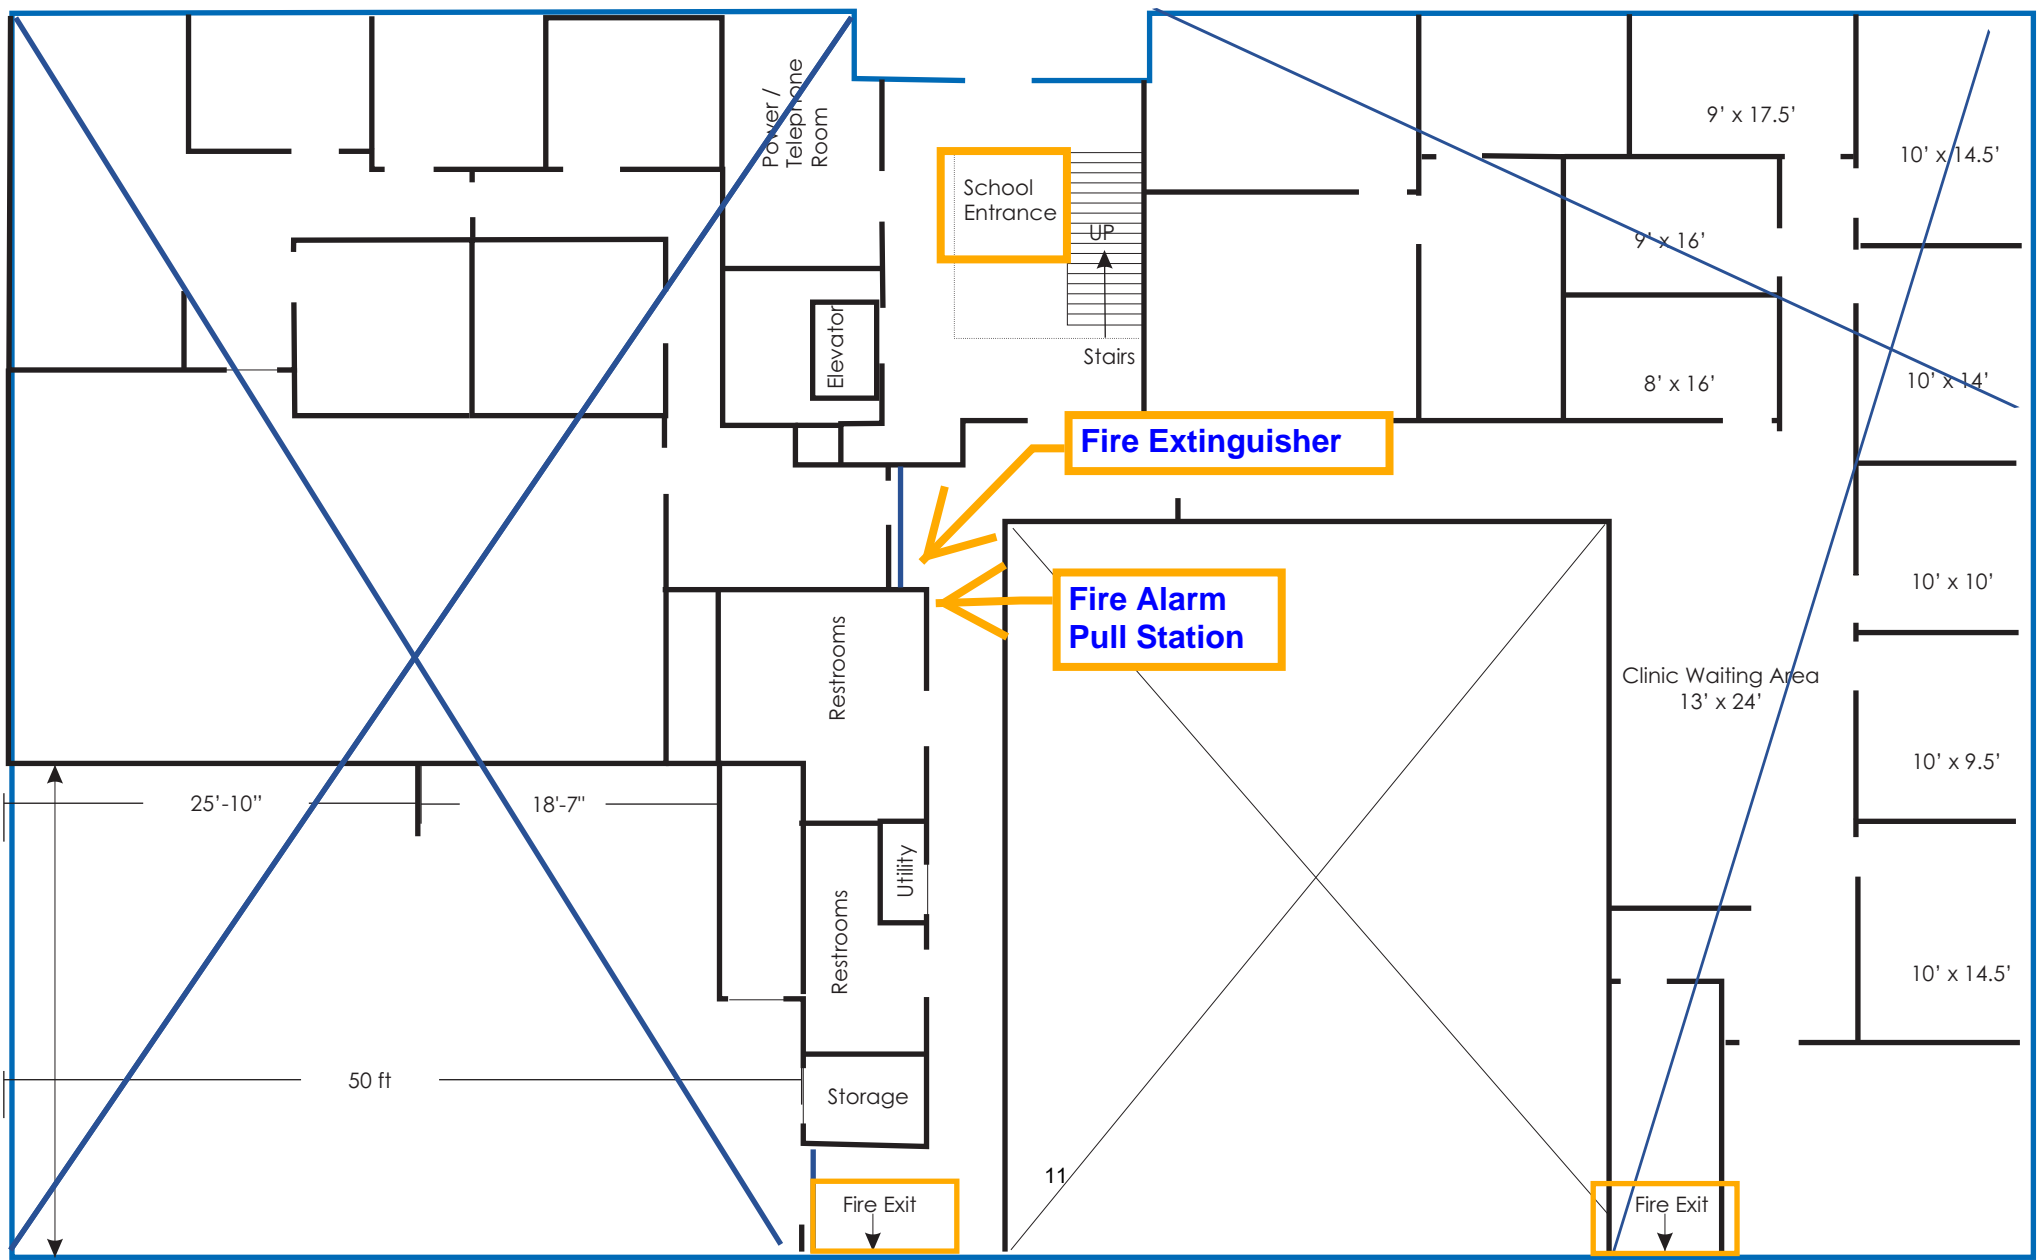 Power /
Telephone
Room
9’ x 17.5’
10’ x 14.5’
School
Entrance
UP
9’ x 16’
Elevator
Stairs
8’ x 16’
10’ x 14’
Fire Extinguisher
Fire Alarm
Pull Station
10’ x 10’
Restrooms
Clinic Waiting Area
13’ x 24’
10’ x 9.5’
25’-10”
18'-7"
Utility
Restrooms
10’ x 14.5’
50 ft
Storage
11
Fire Exit
Fire Exit